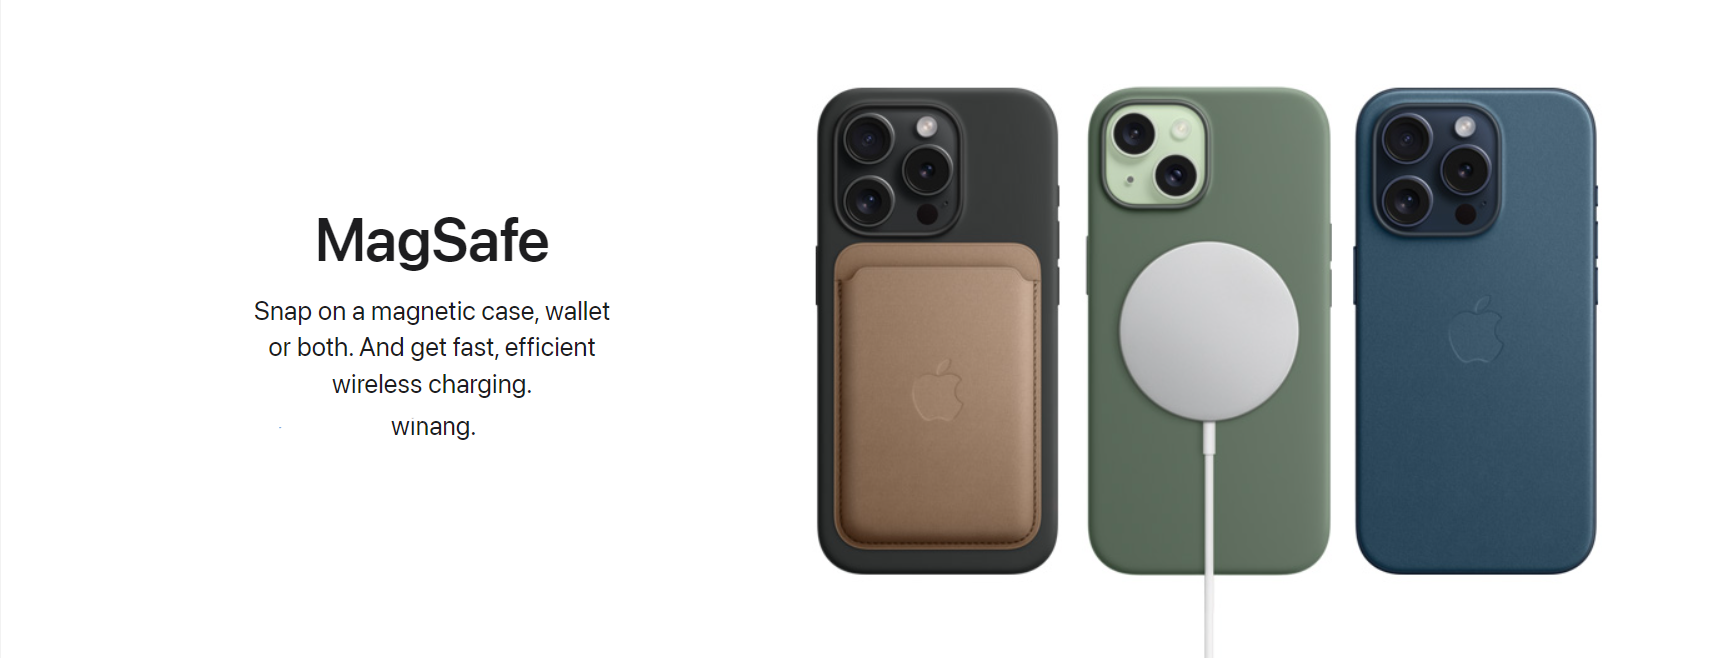 MagSafe
Snap on a magnetic case, wallet
or both. And get fast, efficient
wireless charging.
winang.